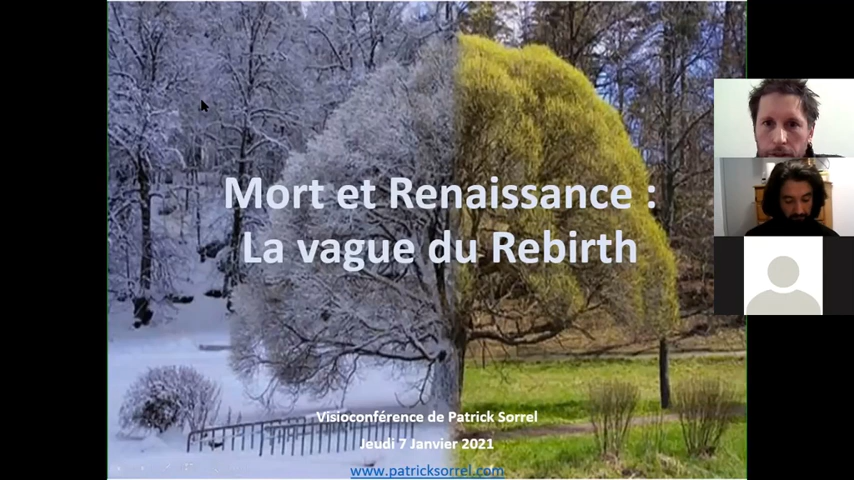 Mort et Renaissance :
La vague du Rebirth
Visioconférence de Patrick Sorrel
Jeudi 7 Janvier 2021
www.patricksorrel.com